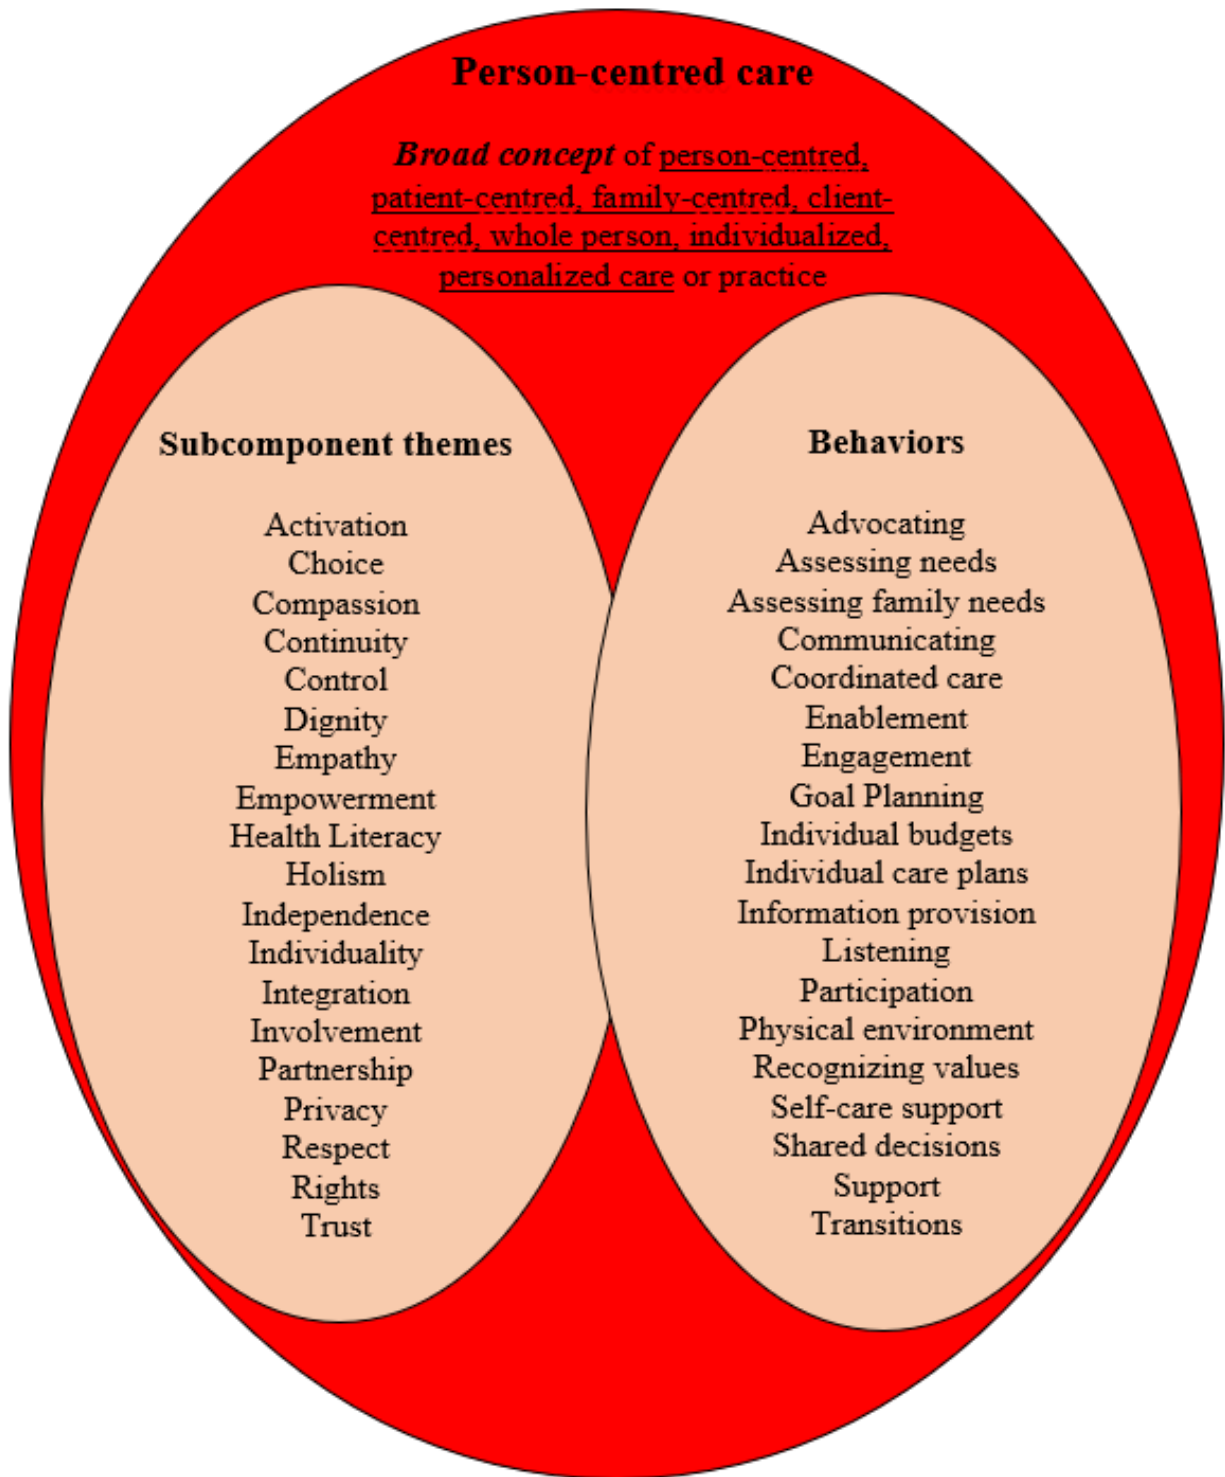 Person-centred care
Broad concept of person-centred,
patient-centred, family-centred, client-
centred, whole person, individualized,
personalized care or practice
Subcomponent themes
Activation
Choice
Compassion
Continuity
Control
Dignity
Empathy
Empowerment
Health Literacy
Holism
Independence
Individuality
Integration
Involvement
Partnership
Privacy
Respect
Rights
Trust
Behaviors
Advocating
Assessing needs
Assessing family needs
Communicating
Coordinated care
Enablement
Engagement
Goal Planning
Individual budgets
Individual care plans
Information provision
Listening
Participation
Physical environment
Recognizing values
Self-care support
Shared decisions
Support
Transitions